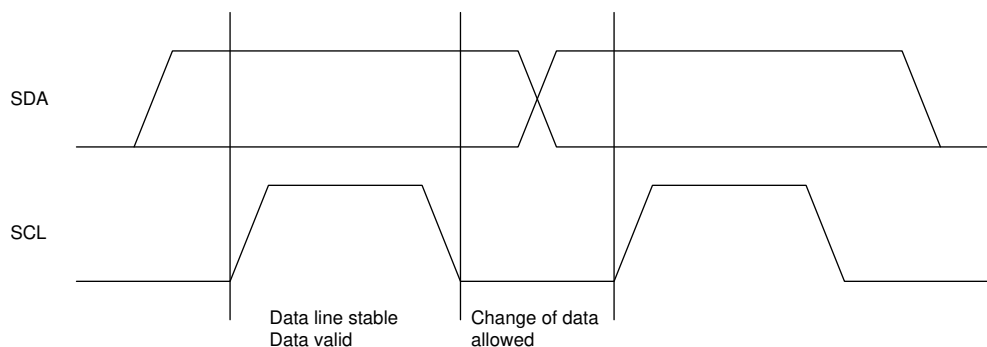 SDA
SCL
Data line stable
Data valid
Change of data
allowed